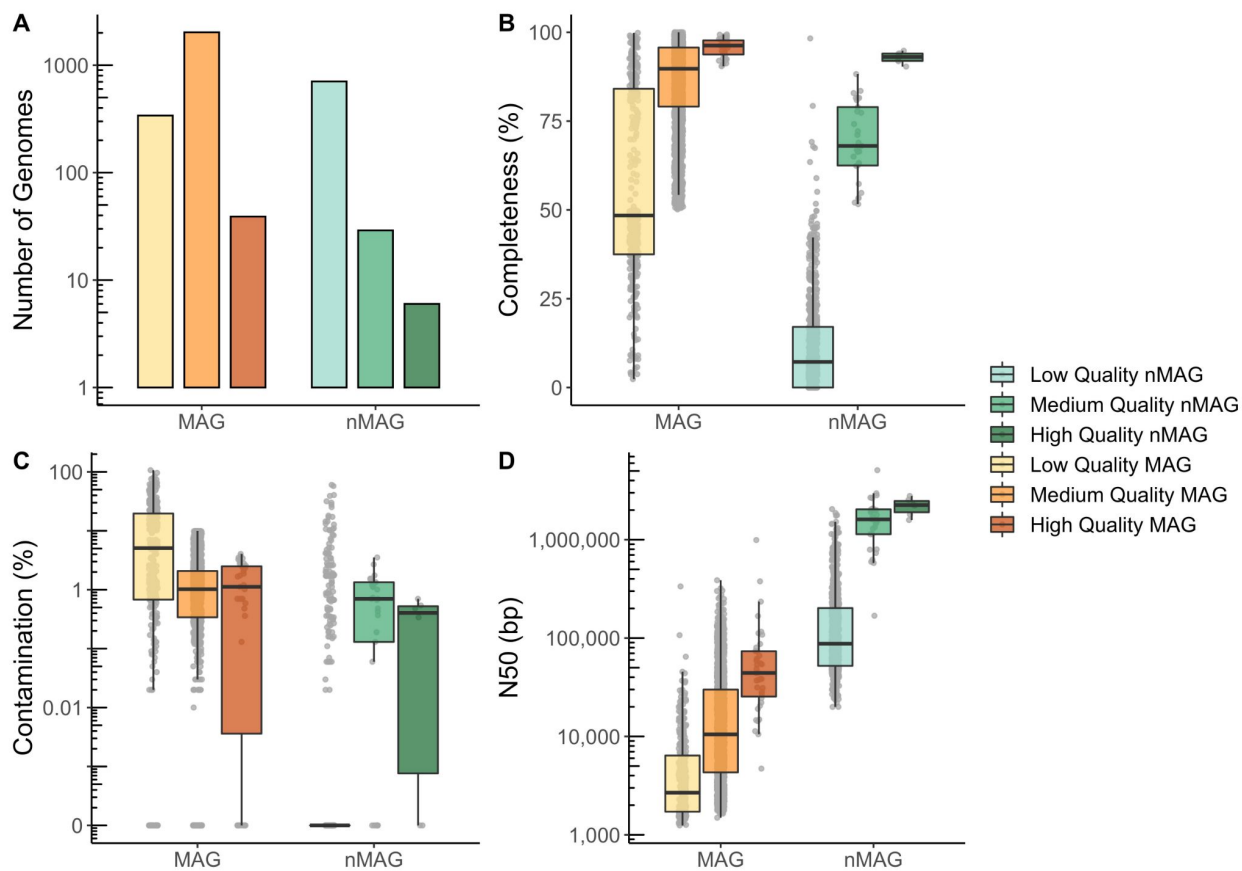 A
Number of Genomes
1000
100
10
1
MAG
nMAG
B
Completeness (%)
100
75
50
25
0
MAG
nMAG
C
Contamination (%)
100
1
0.01
0
MAG
nMAG
D
N50 (bp)
1,000,000
100,000
10,000
1,000
MAG
nMAG
Low Quality nMAG
Medium Quality nMAG
High Quality nMAG
Low Quality MAG
Medium Quality MAG
High Quality MAG